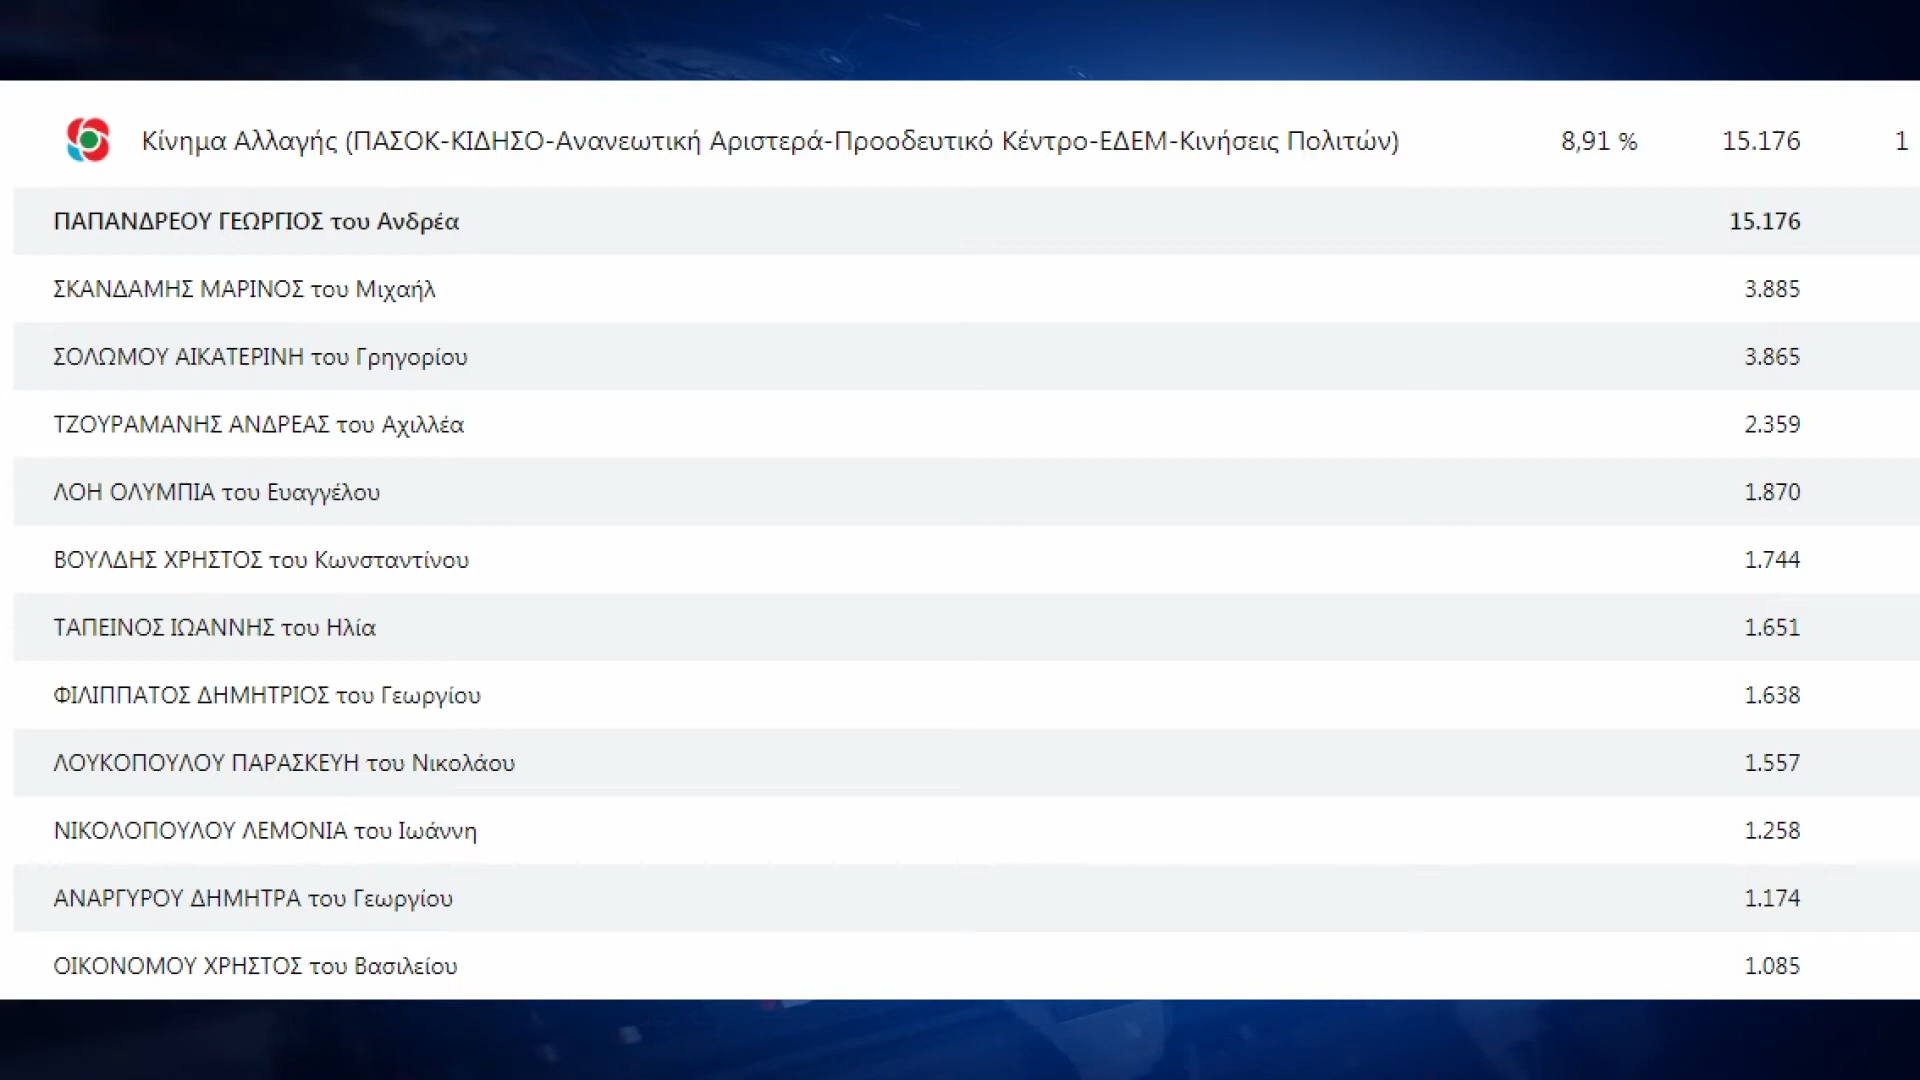 Κίνημα Αλλαγής (ΠΑΣΟΚ-ΚΙΔΗΣΟ-Ανανεωτική Αριστερά-Προοδευτικό Κέντρο-ΕΔΕΜ-Κινήσεις Πολιτών) 8,91 % 15.176 1
ΠΑΠΑΝΔΡΕΟΥ ΓΕΩΡΓΙΟΣ του Ανδρέα 15.176
ΣΚΑΝΔΑΜΗΣ ΜΑΡΙΝΟΣ του Μιχαήλ 3.885
ΣΟΛΩΜΟΥ ΑΙΚΑΤΕΡΙΝΗ του Γρηγορίου 3.865
ΤΖΟΥΡΑΜΑΝΗΣ ΑΝΔΡΕΑΣ του Αχιλλέα 2.359
ΛΟΗ ΟΛΥΜΠΙΑ του Ευαγγέλου 1.870
ΒΟΥΛΔΗΣ ΧΡΗΣΤΟΣ του Κωνσταντίνου 1.744
ΤΑΠΕΙΝΟΣ ΙΩΑΝΝΗΣ του Ηλία 1.651
ΦΙΛΙΠΠΑΤΟΣ ΔΗΜΗΤΡΙΟΣ του Γεωργίου 1.638
ΛΟΥΚΟΠΟΥΛΟΥ ΠΑΡΑΣΚΕΥΗ του Νικολάου 1.557
ΝΙΚΟΛΟΠΟΥΛΟΥ ΛΕΜΟΝΙΑ του Ιωάννη 1.258
ΑΝΑΡΓΥΡΟΥ ΔΗΜΗΤΡΑ του Γεωργίου 1.174
ΟΙΚΟΝΟΜΟΥ ΧΡΗΣΤΟΣ του Βασιλείου 1.085